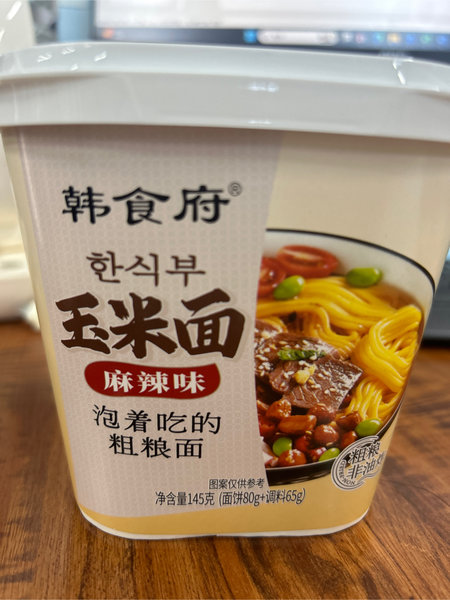 韩食府®
한식부
玉米面
麻辣味
泡着吃的
粗粮面
粗粮
非油炸
图案仅供参考
净含量145克 (面饼80g+调料65g)